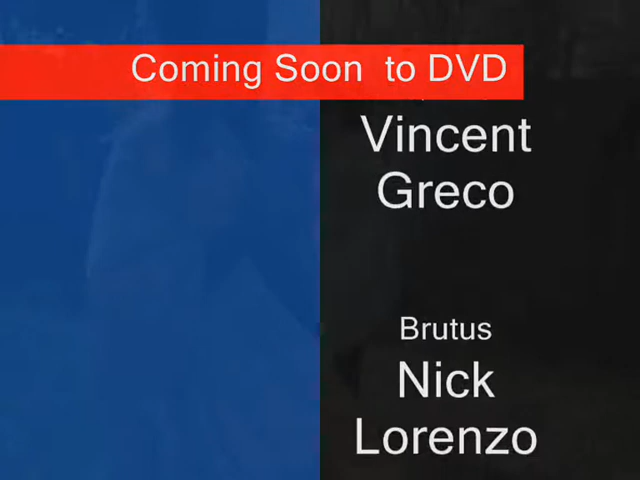 Coming Soon to DVD
Vincent
Greco
Brutus
Nick
Lorenzo